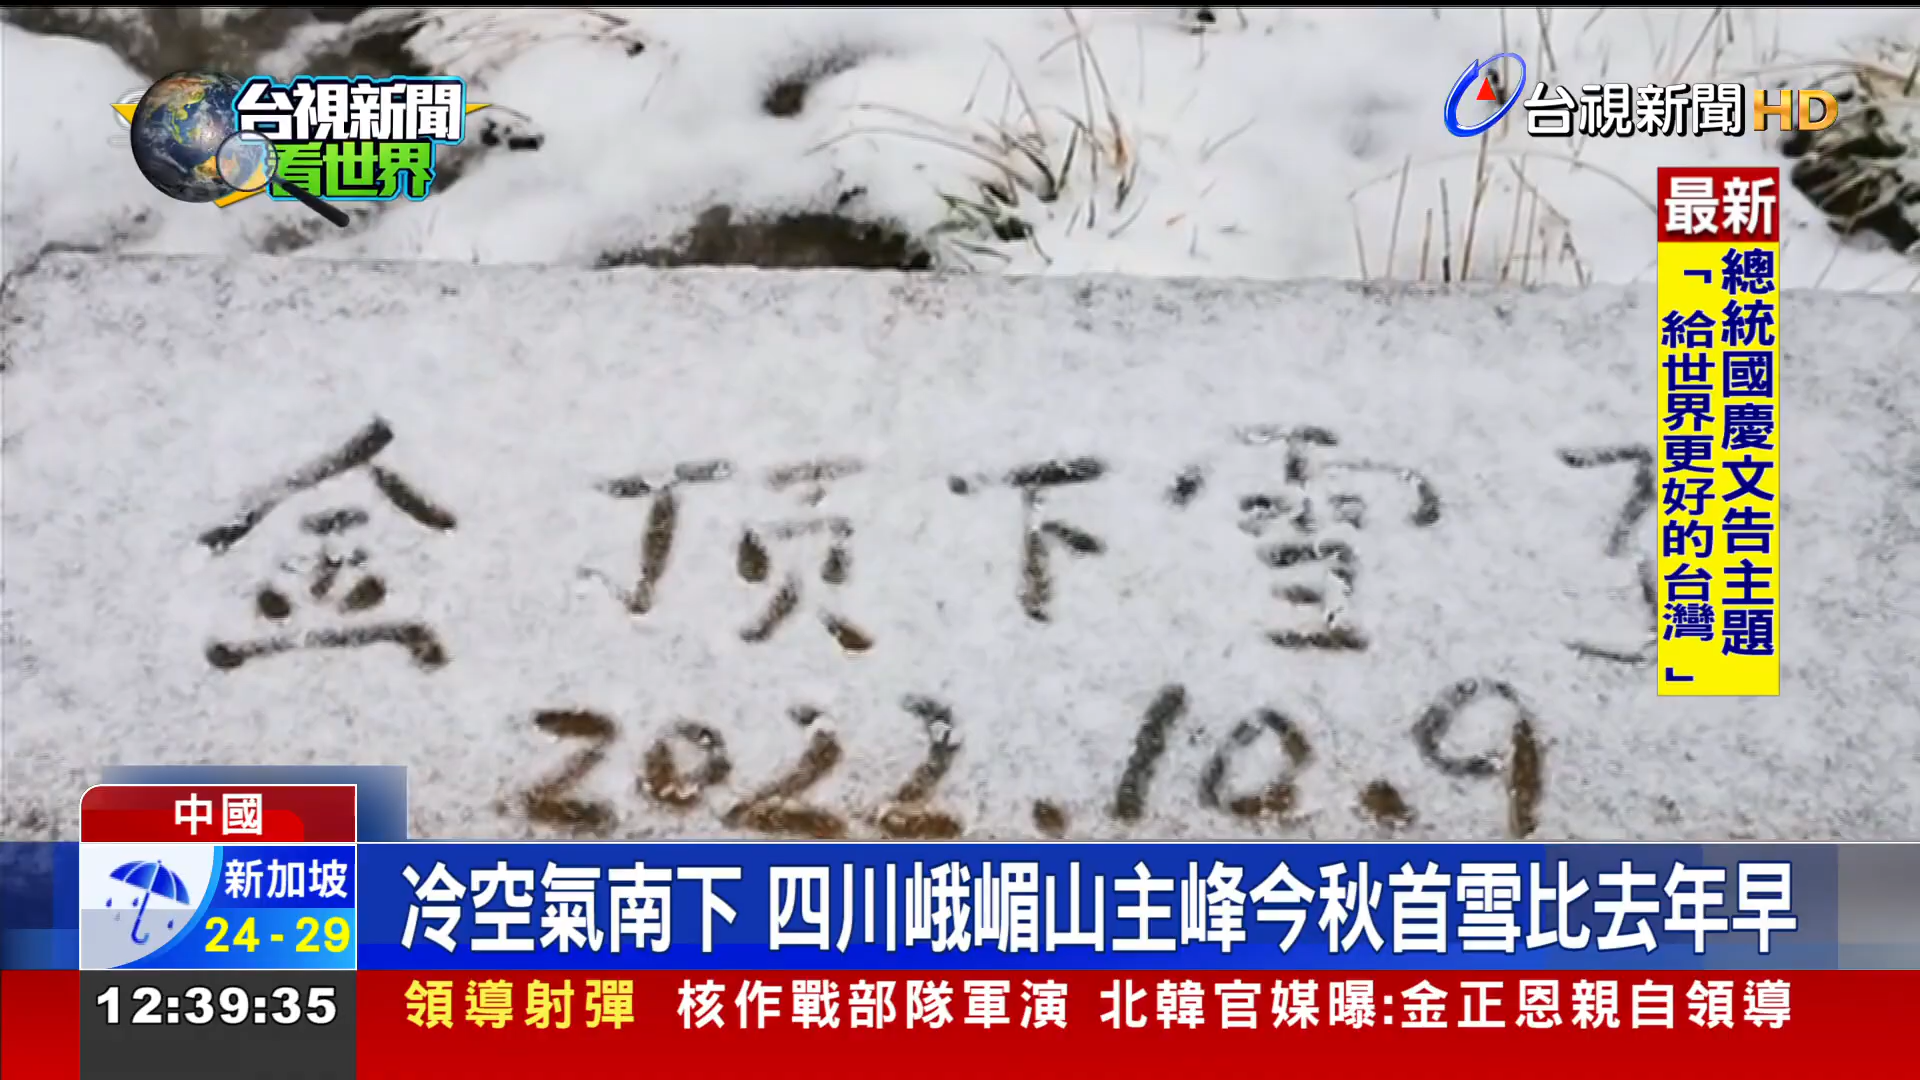 台視新聞
看世界
台視新聞HD
最新
總統國慶文告主題
「給世界更好的台灣」
金顶下雪了
2022.10.9
中國
新加坡
24-29
冷空氣南下 四川峨嵋山主峰今秋首雪比去年早
12:39:35
領導射彈 核作戰部隊軍演 北韓官媒曝:金正恩親自領導